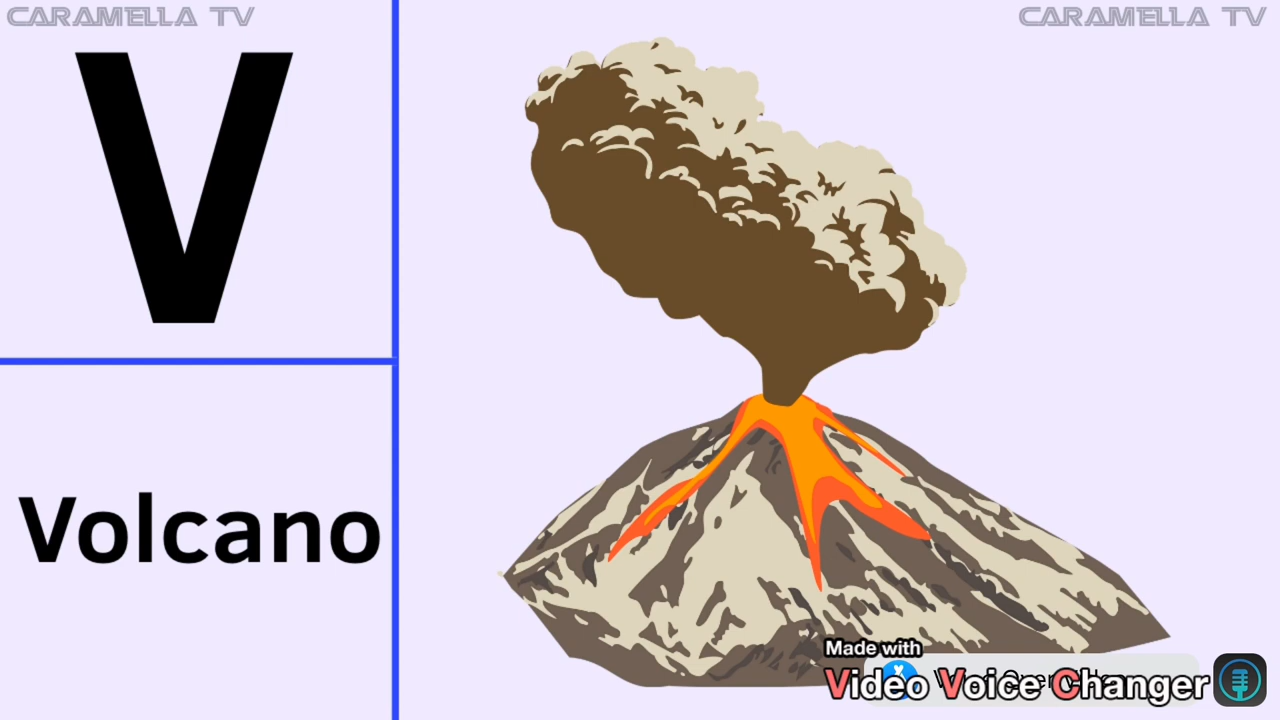 CARAMELLA TV
CARAMELLA TV
V
Volcano
Made with
Video Voice Changer